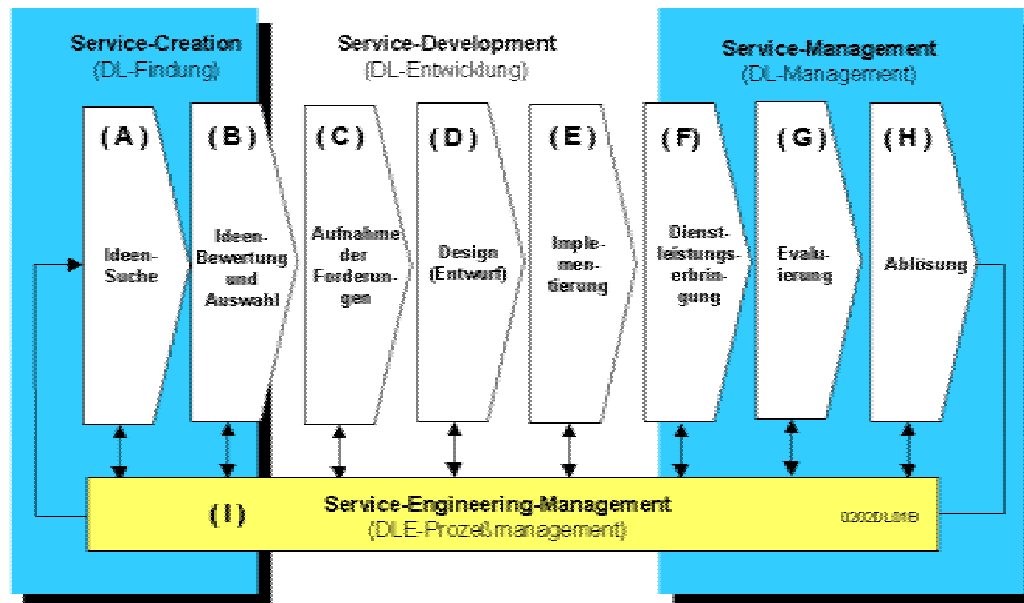 Service-Creation
(DL-Findung)
Service-Development
(DL-Entwicklung)
Service-Management
(DL-Management)
(A)
Ideen-
Suche
(B)
Ideen-
Bewertung
und
Auswahl
(C)
Aufnahme
der
Forderun-
gen
(D)
Design
(Entwurf)
(E)
Imple-
men-
tierung
(F)
Dienst-
leistungs-
erbrin-
gung
(G)
Evalu-
ierung
(H)
Ablösung
(I)
Service-Engineering-Management
(DLE-Prozeßmanagement)